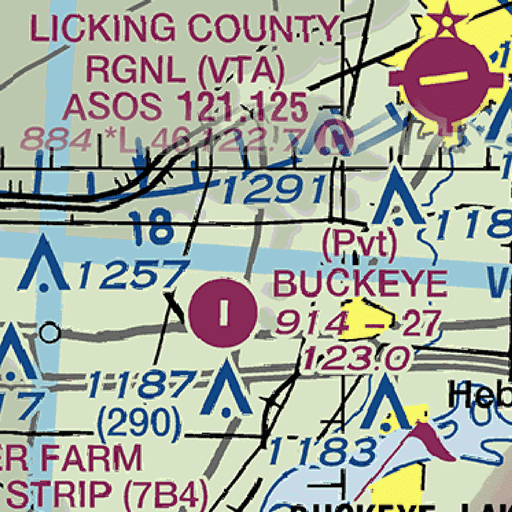 LICKING COUNTY
RGNL (VTA)
ASOS 121.125
884 *L 46 122.7
1291
118
18
(Pvt)
1257
BUCKEYE
V
914 - 27
123.0
1187
(290)
17
Heb
1183
ER FARM
STRIP (7B4)
BUCKEYE LAK